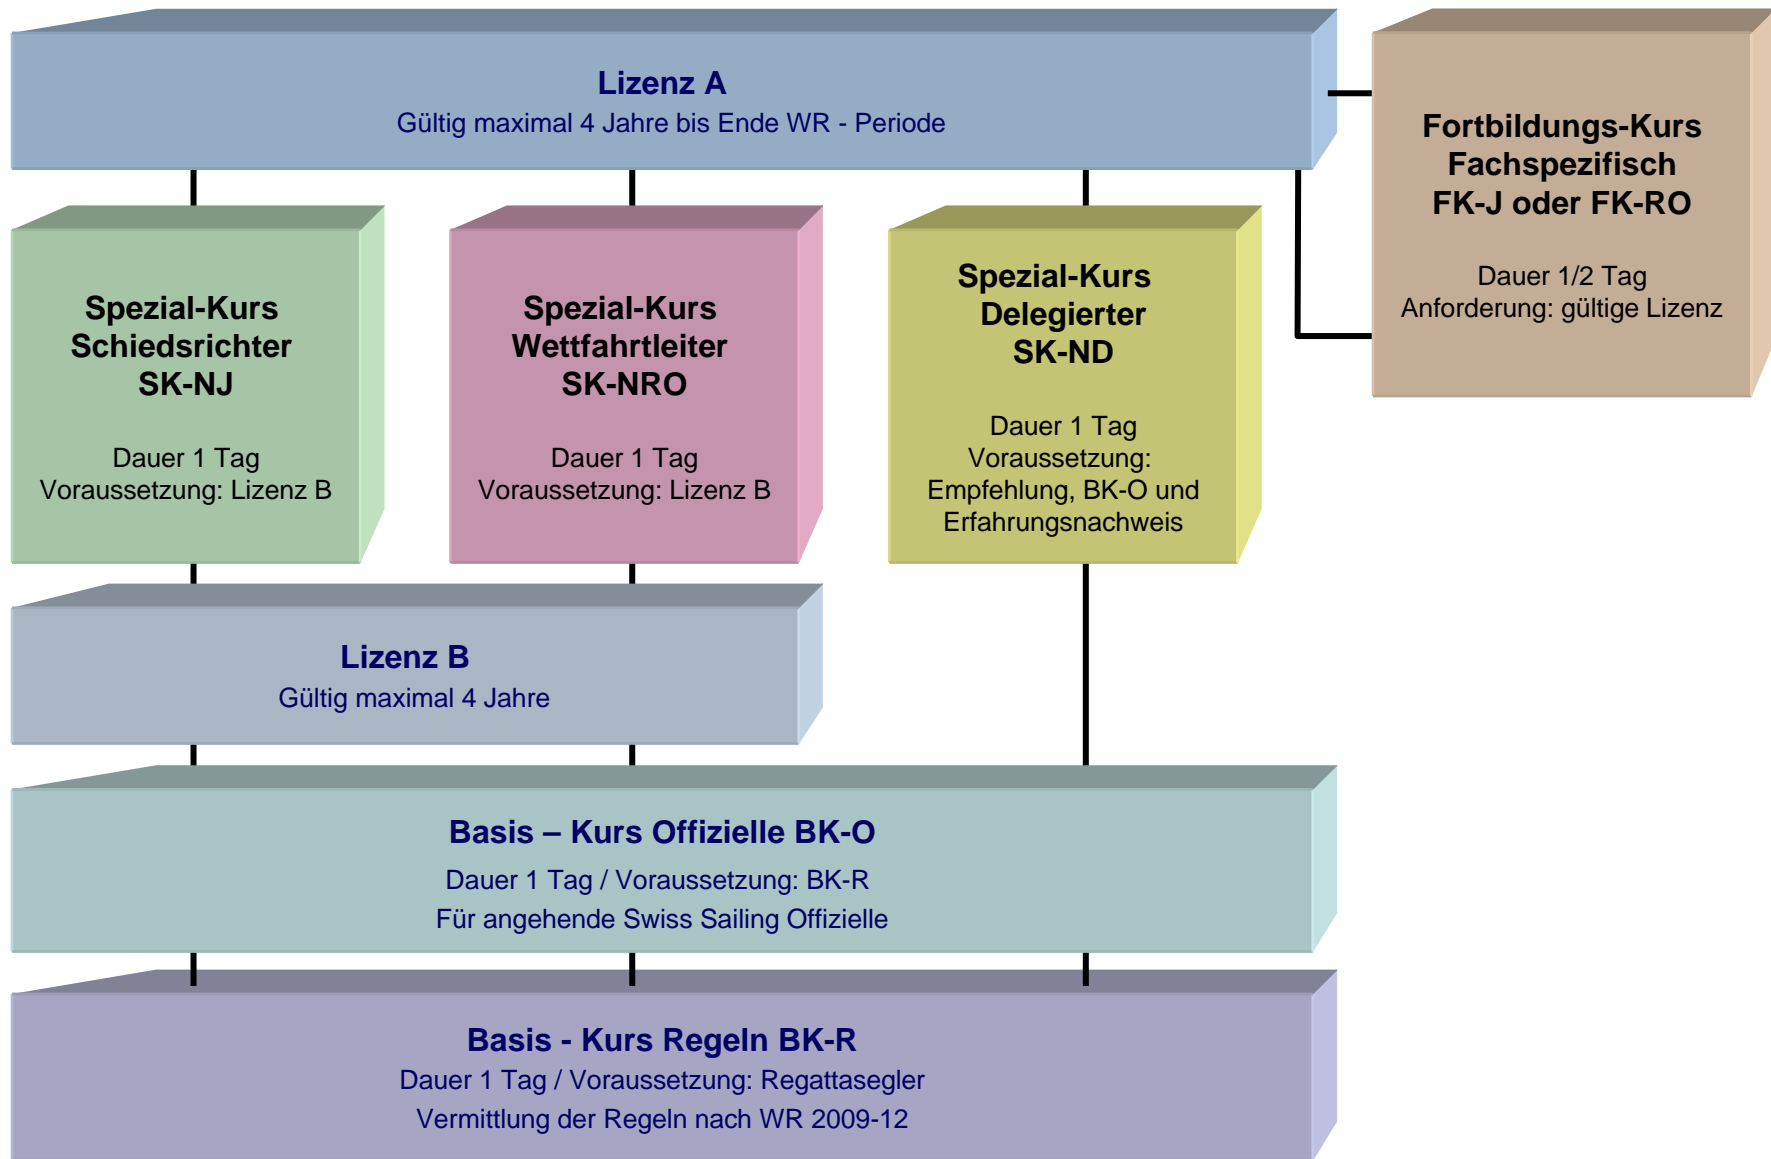 Lizenz A
Gültig maximal 4 Jahre bis Ende WR - Periode
Fortbildungs-Kurs
Fachspezifisch
FK-J oder FK-RO
Dauer 1/2 Tag
Anforderung: gültige Lizenz
Spezial-Kurs
Schiedsrichter
SK-NJ
Dauer 1 Tag
Voraussetzung: Lizenz B
Spezial-Kurs
Wettfahrtleiter
SK-NRO
Dauer 1 Tag
Voraussetzung: Lizenz B
Spezial-Kurs
Delegierter
SK-ND
Dauer 1 Tag
Voraussetzung:
Empfehlung, BK-O und
Erfahrungsnachweis
Lizenz B
Gültig maximal 4 Jahre
Basis – Kurs Offizielle BK-O
Dauer 1 Tag / Voraussetzung: BK-R
Für angehende Swiss Sailing Offizielle
Basis - Kurs Regeln BK-R
Dauer 1 Tag / Voraussetzung: Regattasegler
Vermittlung der Regeln nach WR 2009-12